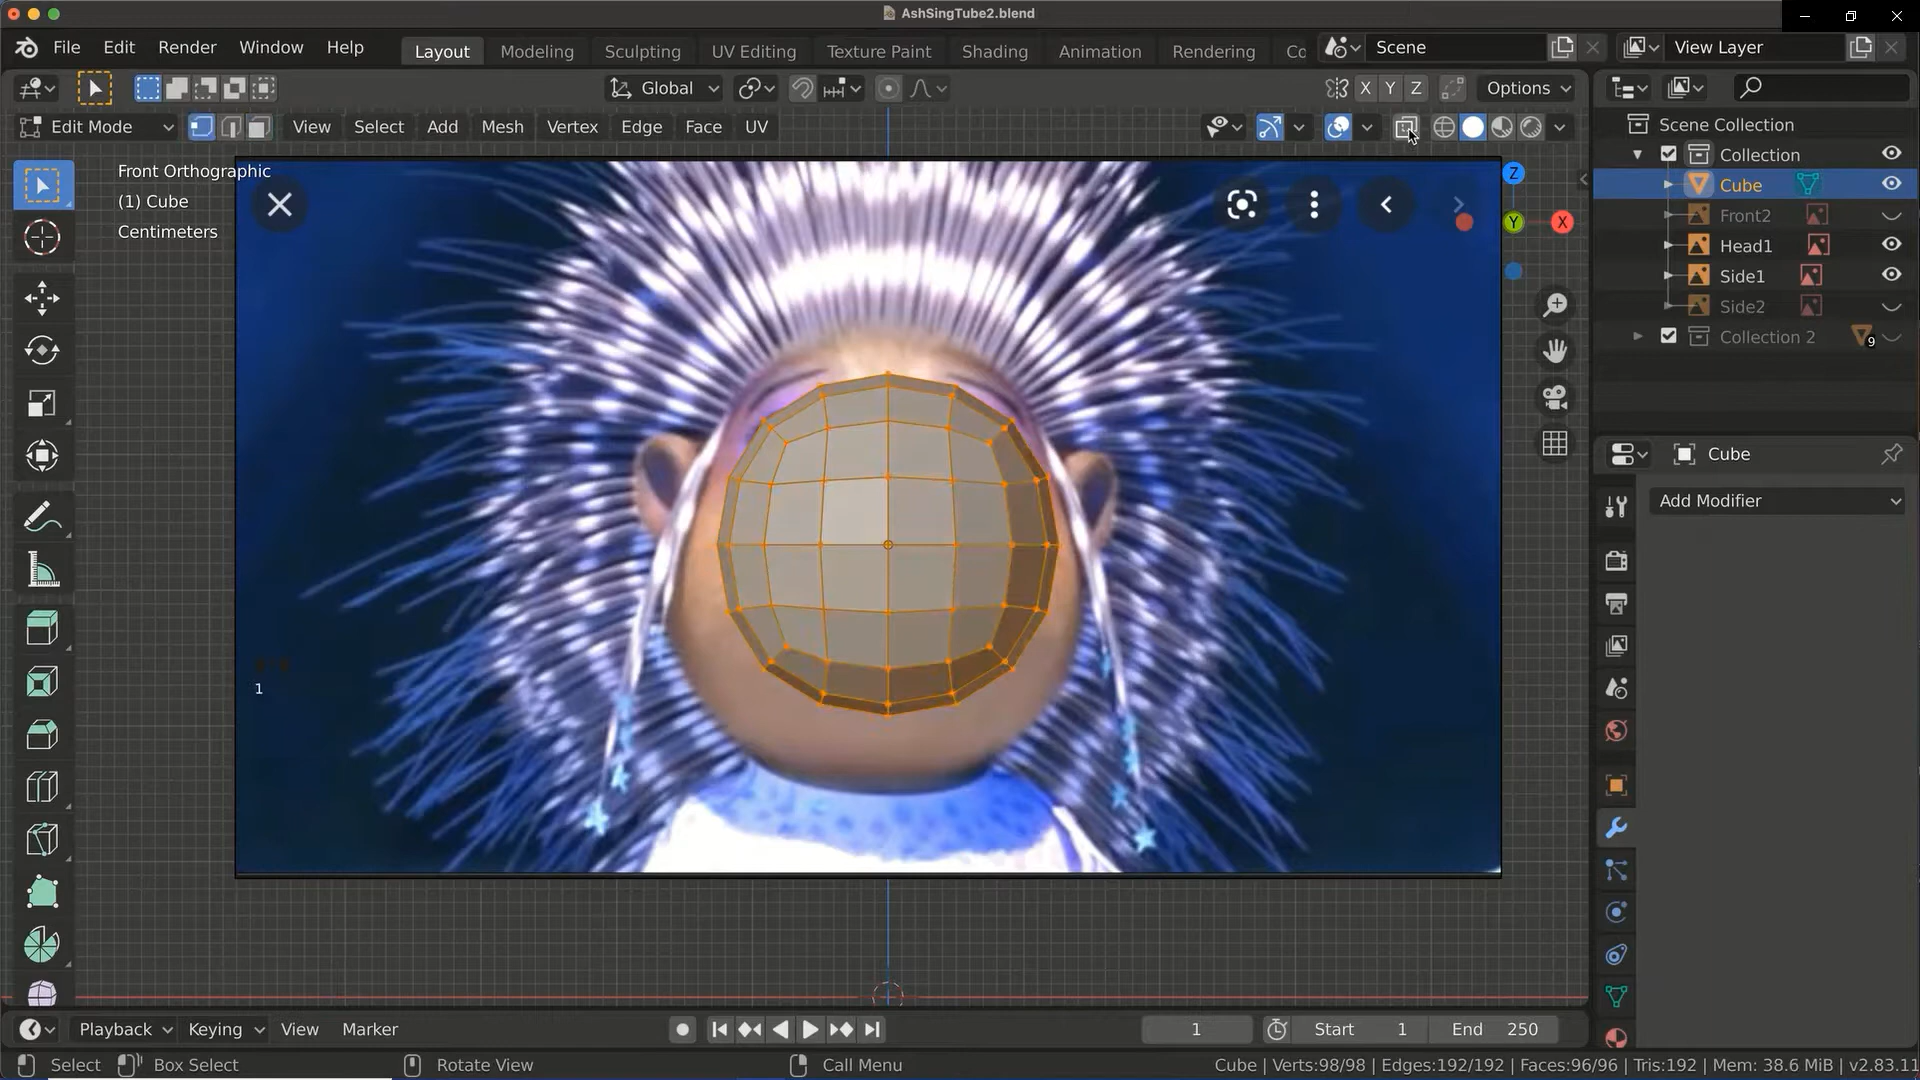 AshSingTube2.blend
File Edit Render Window Help Layout Modeling Sculpting UV Editing Texture Paint Shading Animation Rendering Co Scene View Layer
Global X Y Z Options
Edit Mode View Select Add Mesh Vertex Edge Face UV
Scene Collection
Collection
Cube
Front2
Head1
Side1
Side2
Collection 2 9
Front Orthographic
(1) Cube
Centimeters
Z
Y X
1
Cube
Add Modifier
Playback Keying View Marker 1 Start 1 End 250
Select Box Select Rotate View Call Menu Cube | Verts:98/98 | Edges:192/192 | Faces:96/96 | Tris:192 | Mem: 38.6 MiB | v2.83.11